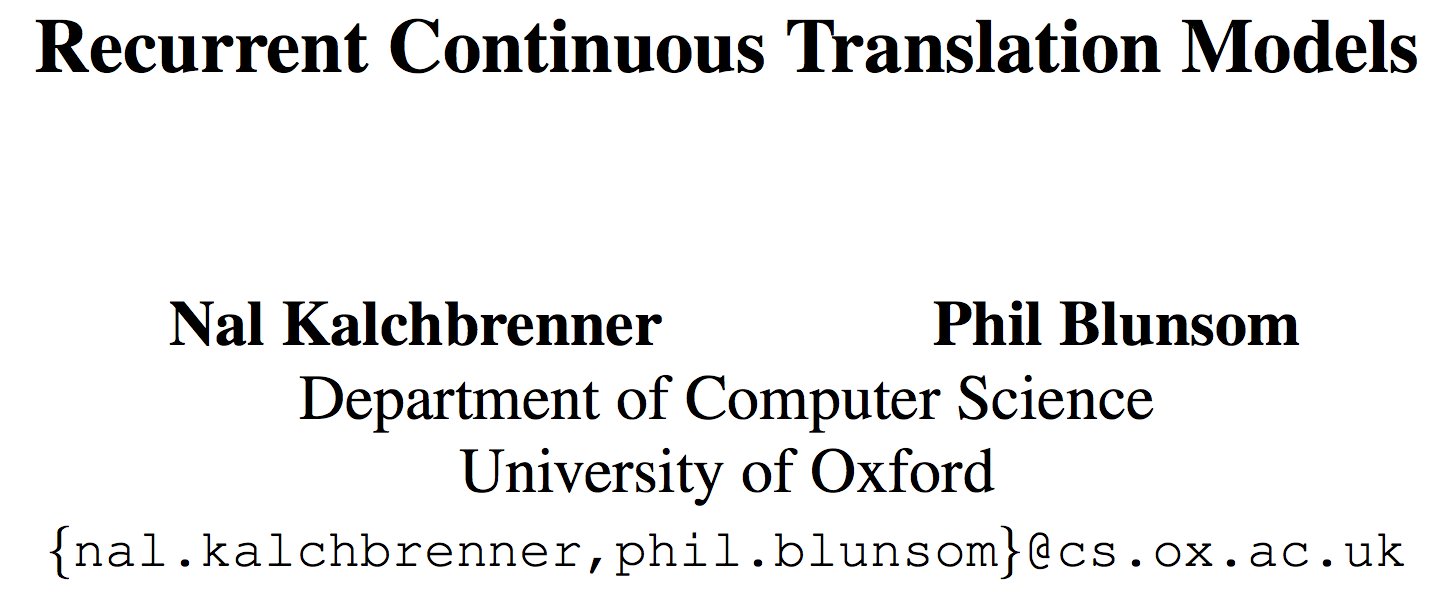 Recurrent Continuous Translation Models
Nal Kalchbrenner Phil Blunsom
Department of Computer Science
University of Oxford
{nal.kalchbrenner,phil.blunsom}@cs.ox.ac.uk